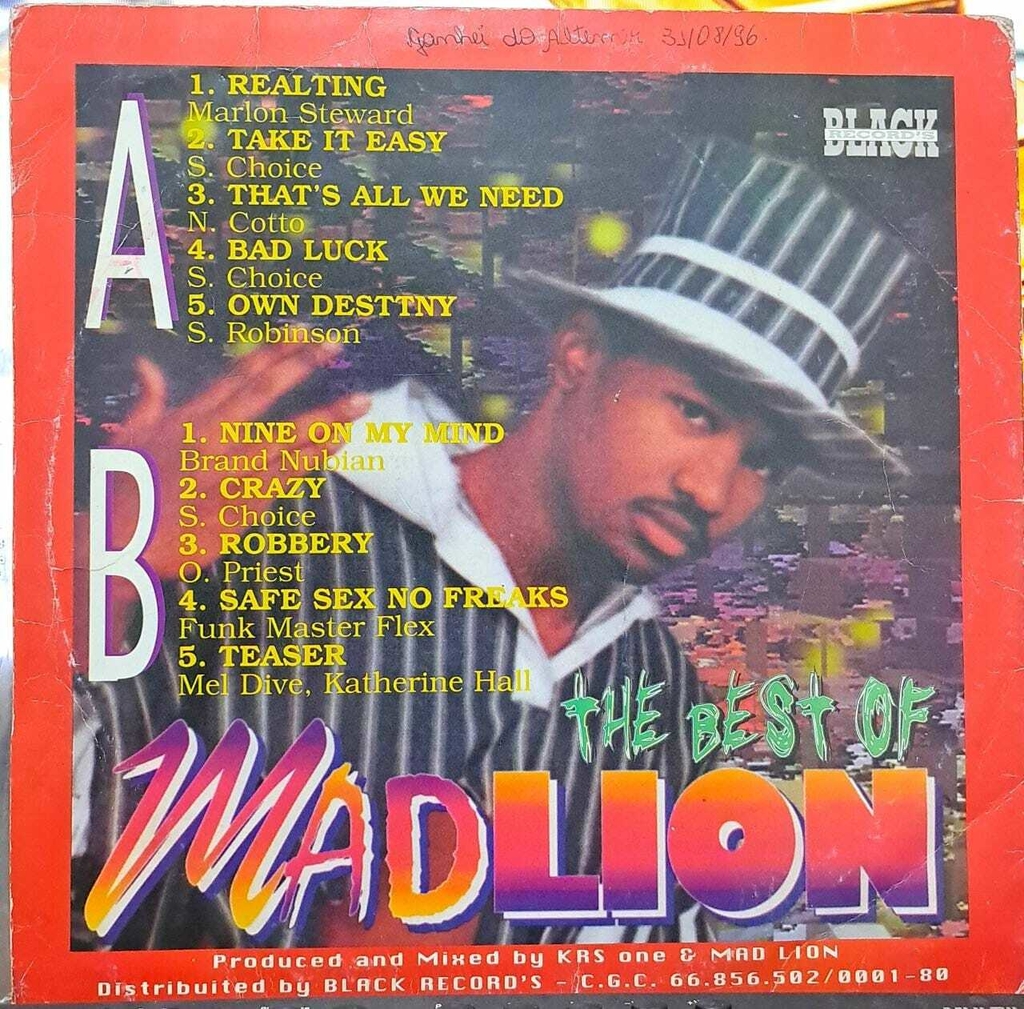 Ganhei do Altemir 31/08/96.
BLACK
RECORD'S
A
1. REALTING
Marlon Steward
2. TAKE IT EASY
S. Choice
3. THAT'S ALL WE NEED
N. Cotto
4. BAD LUCK
S. Choice
5. OWN DESTTNY
S. Robinson
B
1. NINE ON MY MIND
Brand Nubian
2. CRAZY
S. Choice
3. ROBBERY
O. Priest
4. SAFE SEX NO FREAKS
Funk Master Flex
5. TEASER
Mel Dive, Katherine Hall
THE BEST OF
MAD LION
Produced and Mixed by KRS one & MAD LION
Distribuited by BLACK RECORD'S - C.G.C. 66.856.502/0001-80